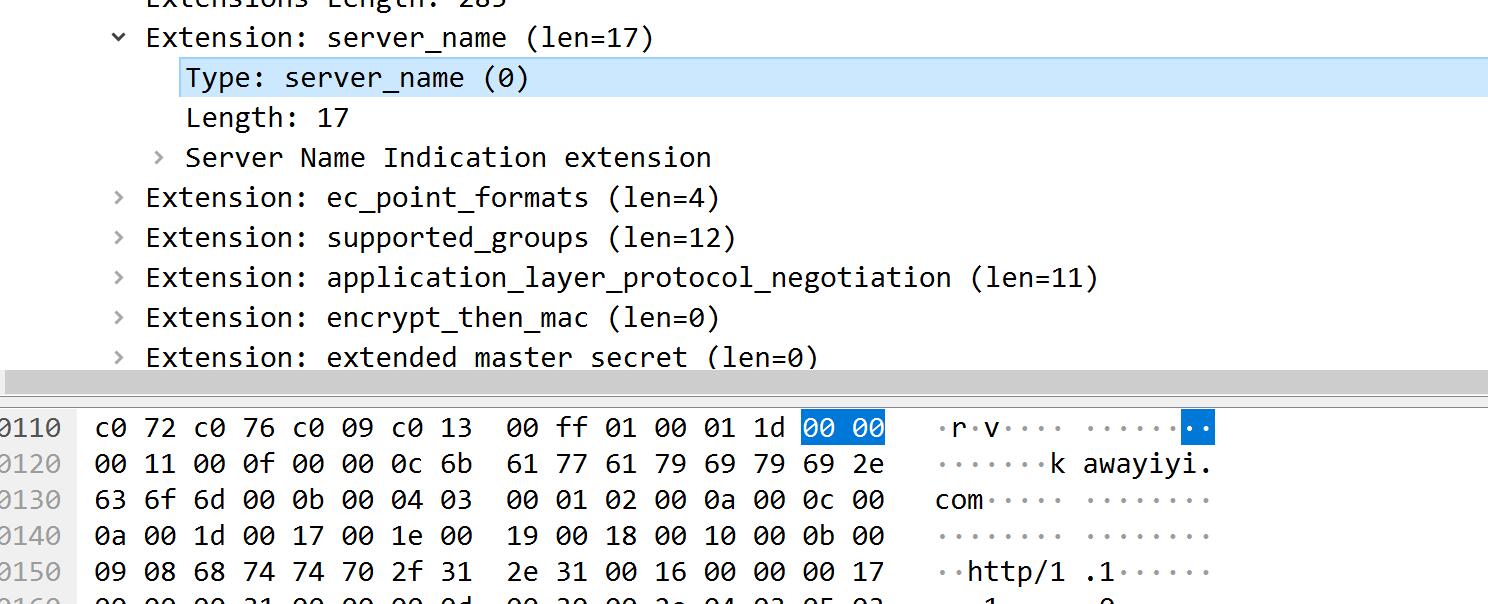 Extensions Length: 285
Extension: server_name (len=17)
Type: server_name (0)
Length: 17
Server Name Indication extension
Extension: ec_point_formats (len=4)
Extension: supported_groups (len=12)
Extension: application_layer_protocol_negotiation (len=11)
Extension: encrypt_then_mac (len=0)
Extension: extended_master_secret (len=0)
0110 c0 72 c0 76 c0 09 c0 13 00 ff 01 00 01 1d 00 00 ·r·v···· ········
0120 00 11 00 0f 00 00 0c 6b 61 77 61 79 69 79 69 2e ·······k awayiyi.
0130 63 6f 6d 00 0b 00 04 03 00 01 02 00 0a 00 0c 00 com····· ········
0140 0a 00 1d 00 17 00 1e 00 19 00 18 00 10 00 0b 00 ········ ········
0150 09 08 68 74 74 70 2f 31 2e 31 00 16 00 00 00 17 ··http/1 .1······